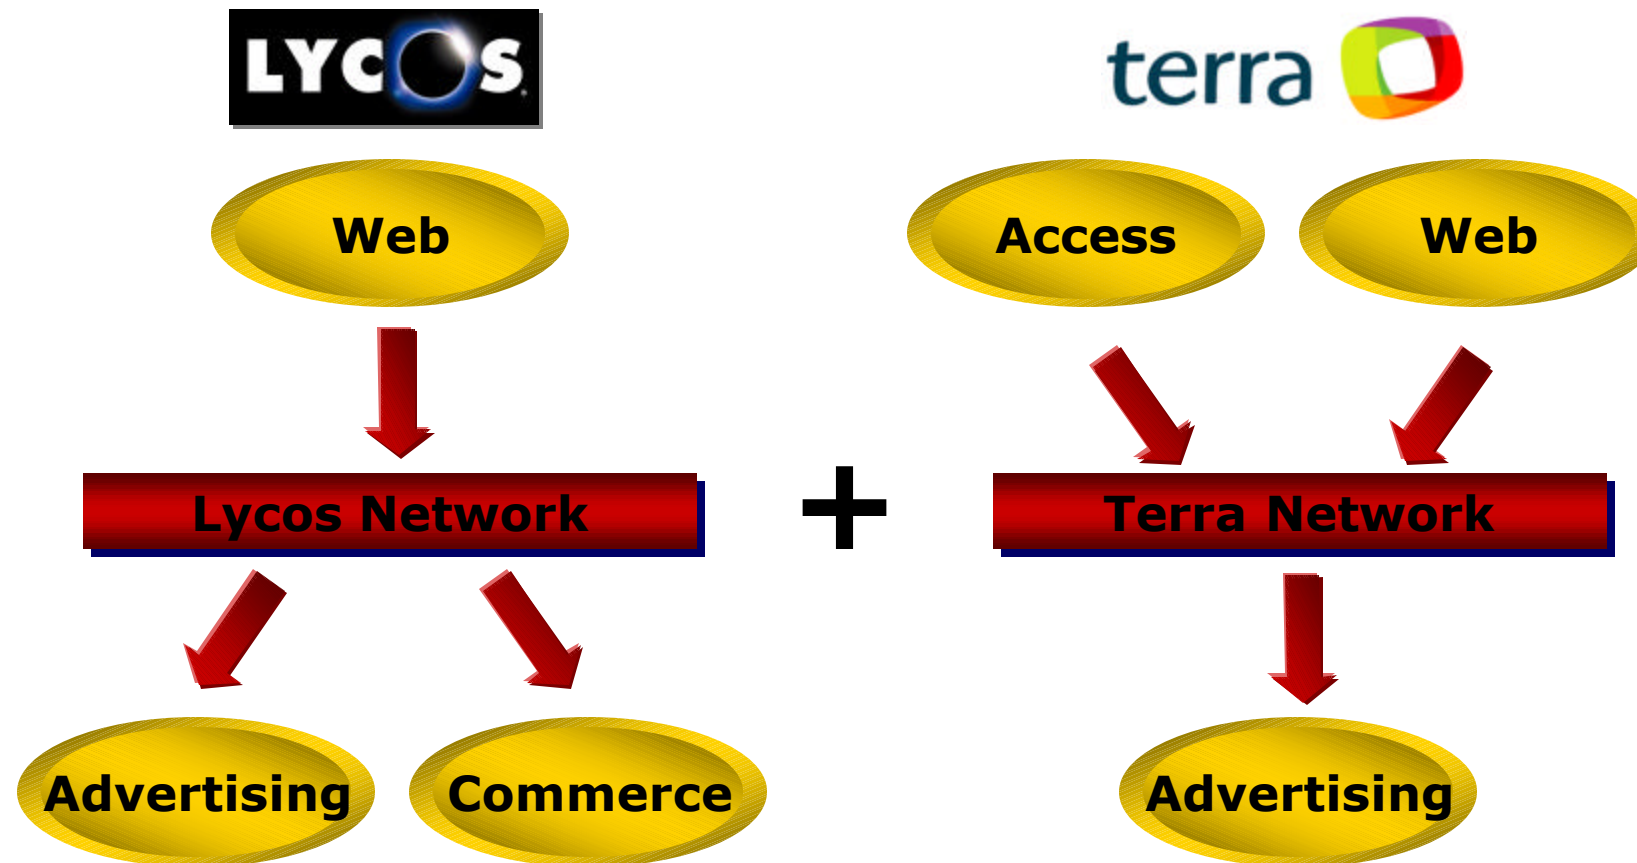 LYCOS
terra
Web
Access
Web
Lycos Network
+
Terra Network
Advertising
Commerce
Advertising